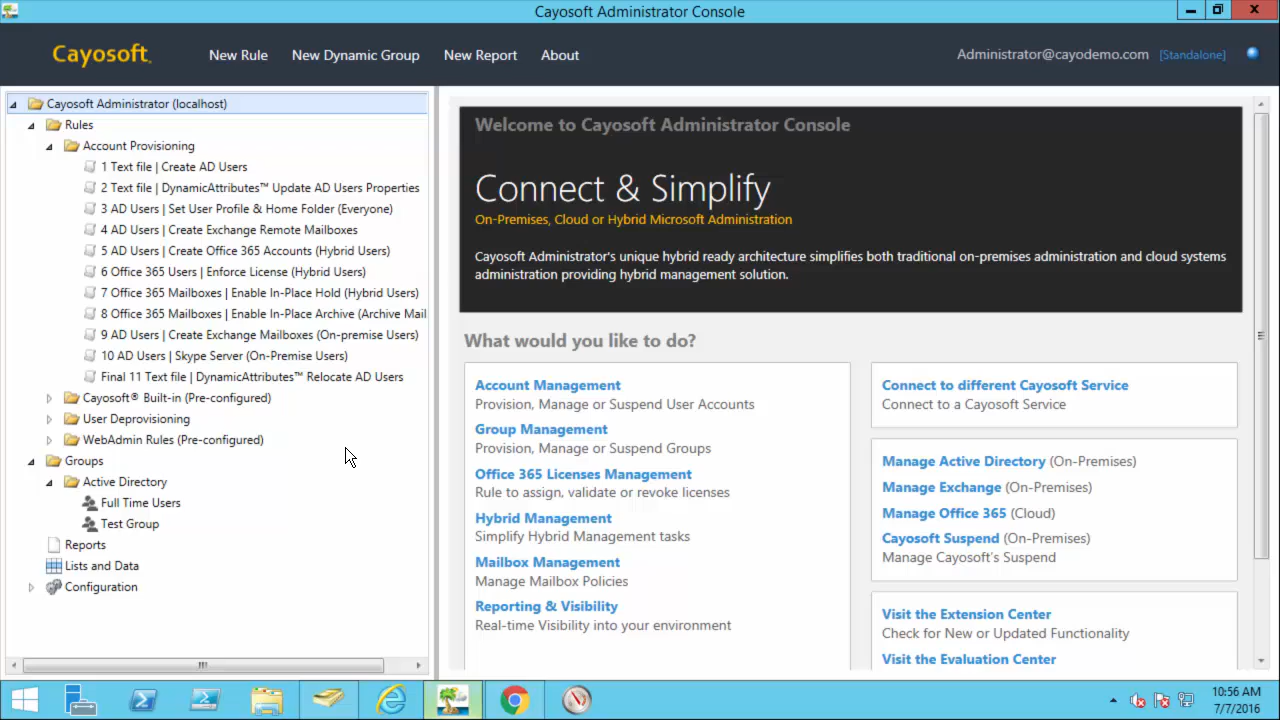 Cayosoft Administrator Console
Cayosoft
New Rule
New Dynamic Group
New Report
About
Administrator@cayodemo.com
[Standalone]
Cayosoft Administrator (localhost)
Rules
Account Provisioning
1 Text file | Create AD Users
2 Text file | DynamicAttributes™ Update AD Users Properties
3 AD Users | Set User Profile & Home Folder (Everyone)
4 AD Users | Create Exchange Remote Mailboxes
5 AD Users | Create Office 365 Accounts (Hybrid Users)
6 Office 365 Users | Enforce License (Hybrid Users)
7 Office 365 Mailboxes | Enable In-Place Hold (Hybrid Users)
8 Office 365 Mailboxes | Enable In-Place Archive (Archive Mail
9 AD Users | Create Exchange Mailboxes (On-premise Users)
10 AD Users | Skype Server (On-Premise Users)
Final 11 Text file | DynamicAttributes™ Relocate AD Users
Cayosoft® Built-in (Pre-configured)
User Deprovisioning
WebAdmin Rules (Pre-configured)
Groups
Active Directory
Full Time Users
Test Group
Reports
Lists and Data
Configuration
Welcome to Cayosoft Administrator Console
Connect & Simplify
On-Premises, Cloud or Hybrid Microsoft Administration
Cayosoft Administrator's unique hybrid ready architecture simplifies both traditional on-premises administration and cloud systems
administration providing hybrid management solution.
What would you like to do?
Account Management
Provision, Manage or Suspend User Accounts
Group Management
Provision, Manage or Suspend Groups
Office 365 Licenses Management
Rule to assign, validate or revoke licenses
Hybrid Management
Simplify Hybrid Management tasks
Mailbox Management
Manage Mailbox Policies
Reporting & Visibility
Real-time Visibility into your environment
Connect to different Cayosoft Service
Connect to a Cayosoft Service
Manage Active Directory (On-Premises)
Manage Exchange (On-Premises)
Manage Office 365 (Cloud)
Cayosoft Suspend (On-Premises)
Manage Cayosoft's Suspend
Visit the Extension Center
Check for New or Updated Functionality
Visit the Evaluation Center
10:56 AM
7/7/2016